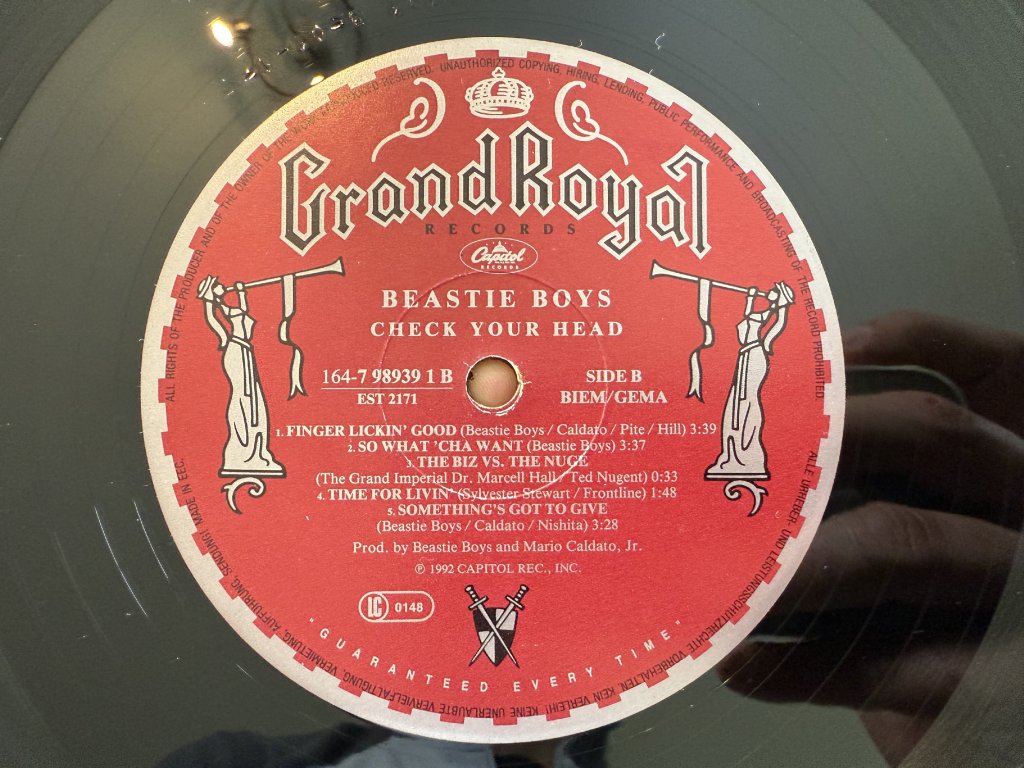 Grand Royal
RECORDS
Capitol
RECORDS
BEASTIE BOYS
CHECK YOUR HEAD
164-7 98939 1 B
EST 2171
SIDE B
BIEM/GEMA
1. FINGER LICKIN' GOOD (Beastie Boys / Caldato / Pite / Hill) 3:39
2. SO WHAT 'CHA WANT (Beastie Boys) 3:37
3. THE BIZ VS. THE NUGE
(The Grand Imperial Dr. Marcell Hall / Ted Nugent) 0:33
4. TIME FOR LIVIN' (Sylvester Stewart / Frontline) 1:48
5. SOMETHING'S GOT TO GIVE
(Beastie Boys / Caldato / Nishita) 3:28
Prod. by Beastie Boys and Mario Caldato, Jr.
℗ 1992 CAPITOL REC., INC.
LC 0148
"GUARANTEED EVERY TIME"
ALL RIGHTS OF THE PRODUCER AND OF THE OWNER OF THE WORK REPRODUCED RESERVED. UNAUTHORIZED COPYING, HIRING, LENDING, PUBLIC PERFORMANCE AND BROADCASTING OF THE RECORD PROHIBITED.
ALLE URHEBER- UND LEISTUNGSSCHUTZRECHTE VORBEHALTEN. KEIN VERLEIH! KEINE UNERLAUBTE VERVIELFÄLTIGUNG, VERMIETUNG, AUFFÜHRUNG, SENDUNG! MADE IN EEC.